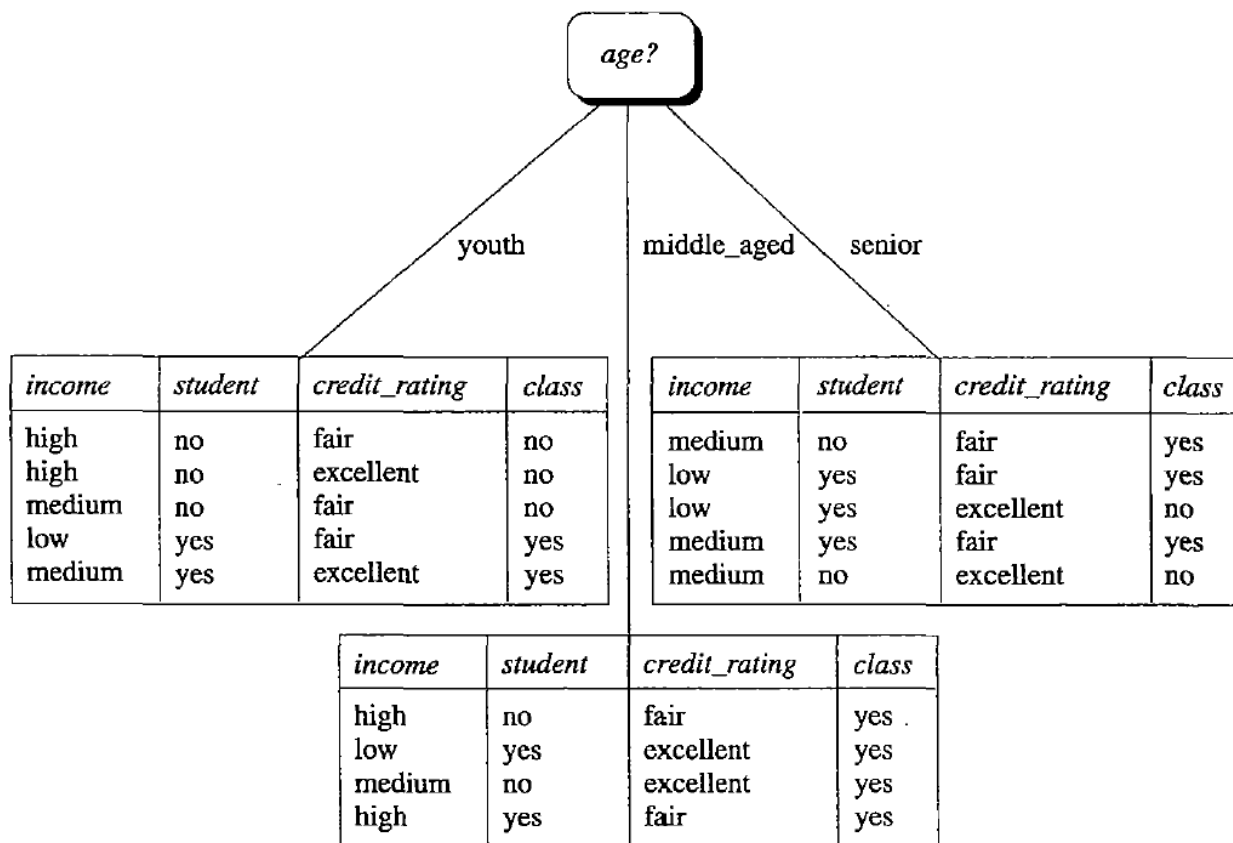 age?
youth
middle_aged
senior
income student credit_rating class
high no fair no
high no excellent no
medium no fair no
low yes fair yes
medium yes excellent yes
income student credit_rating class
medium no fair yes
low yes fair yes
low yes excellent no
medium yes fair yes
medium no excellent no
income student credit_rating class
high no fair yes
low yes excellent yes
medium no excellent yes
high yes fair yes